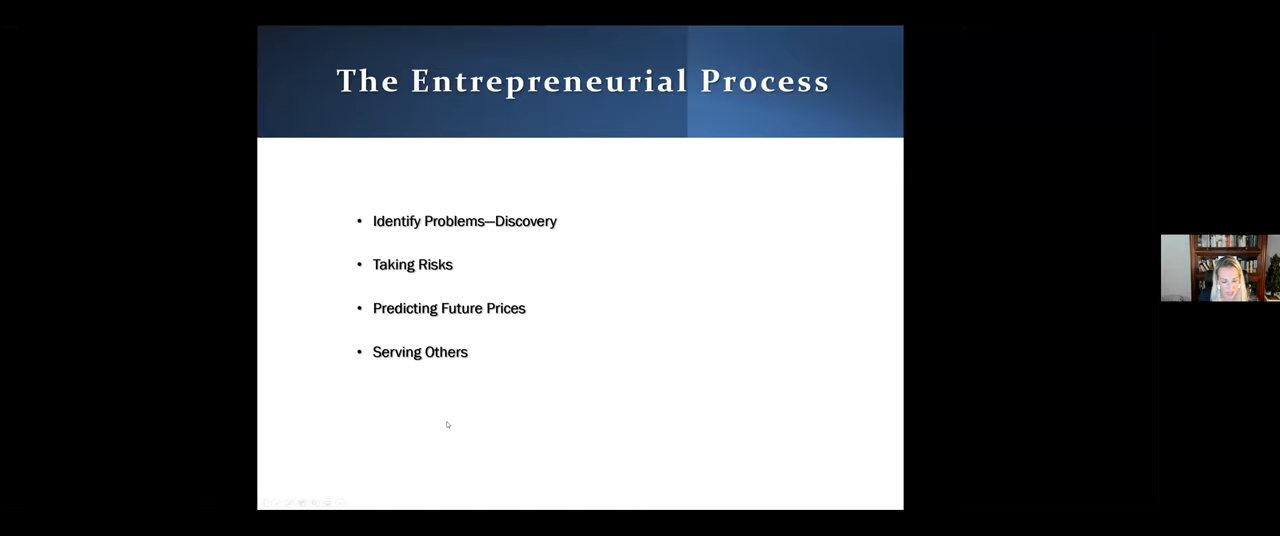 The Entrepreneurial Process
• Identify Problems—Discovery
• Taking Risks
• Predicting Future Prices
• Serving Others